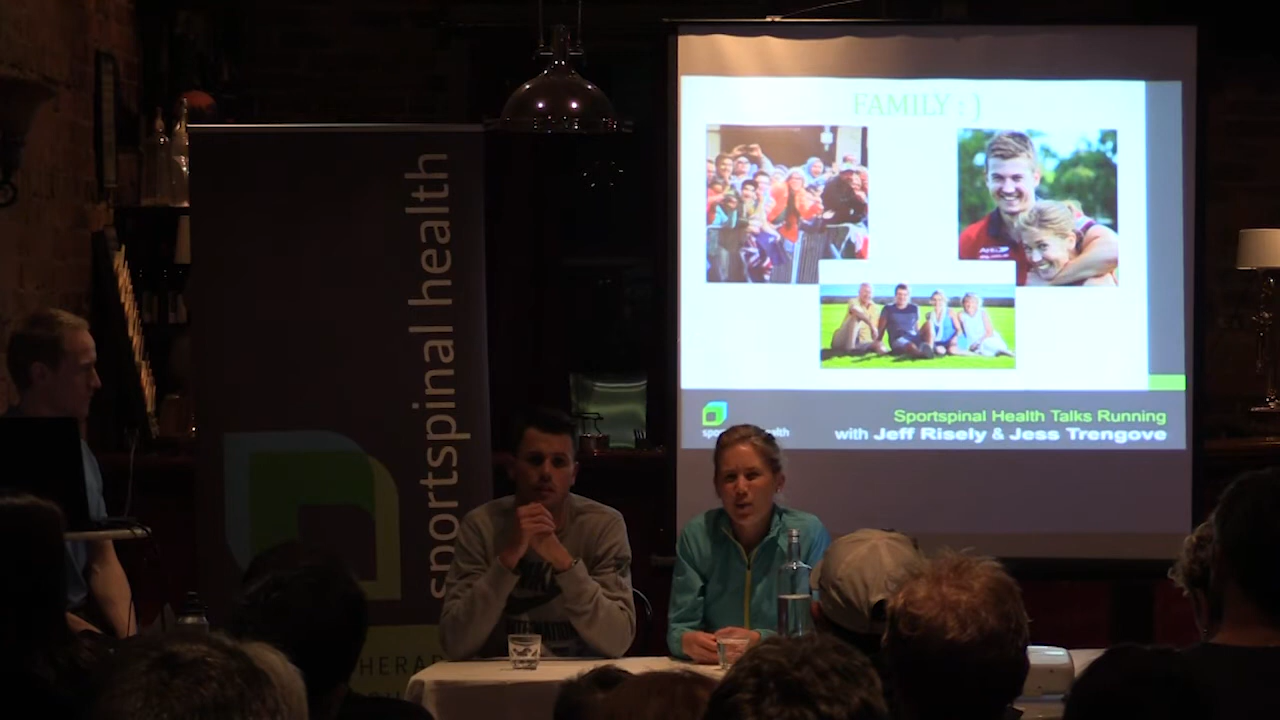 FAMILY : )
sportspinal health
Sportspinal Health Talks Running
with Jeff Risely & Jess Trengove